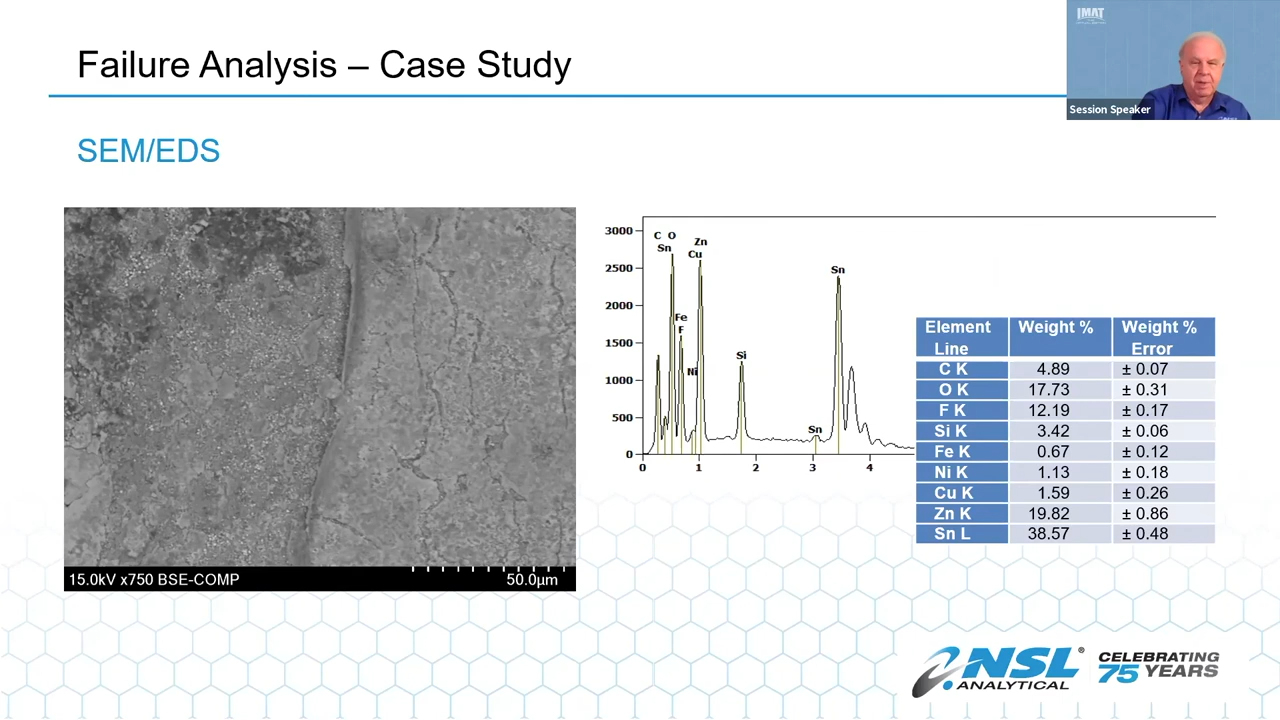 IMAT
Session Speaker
Failure Analysis – Case Study
SEM/EDS
15.0kV x750 BSE-COMP 50.0µm
3000
2500
2000
1500
1000
500
0
0 1 2 3 4
C O
Sn
Zn
Cu
Fe
F
Ni
Si
Sn
Sn
Element Line Weight % Weight % Error
C K 4.89 ± 0.07
O K 17.73 ± 0.31
F K 12.19 ± 0.17
Si K 3.42 ± 0.06
Fe K 0.67 ± 0.12
Ni K 1.13 ± 0.18
Cu K 1.59 ± 0.26
Zn K 19.82 ± 0.86
Sn L 38.57 ± 0.48
NSL® CELEBRATING
ANALYTICAL 75 YEARS